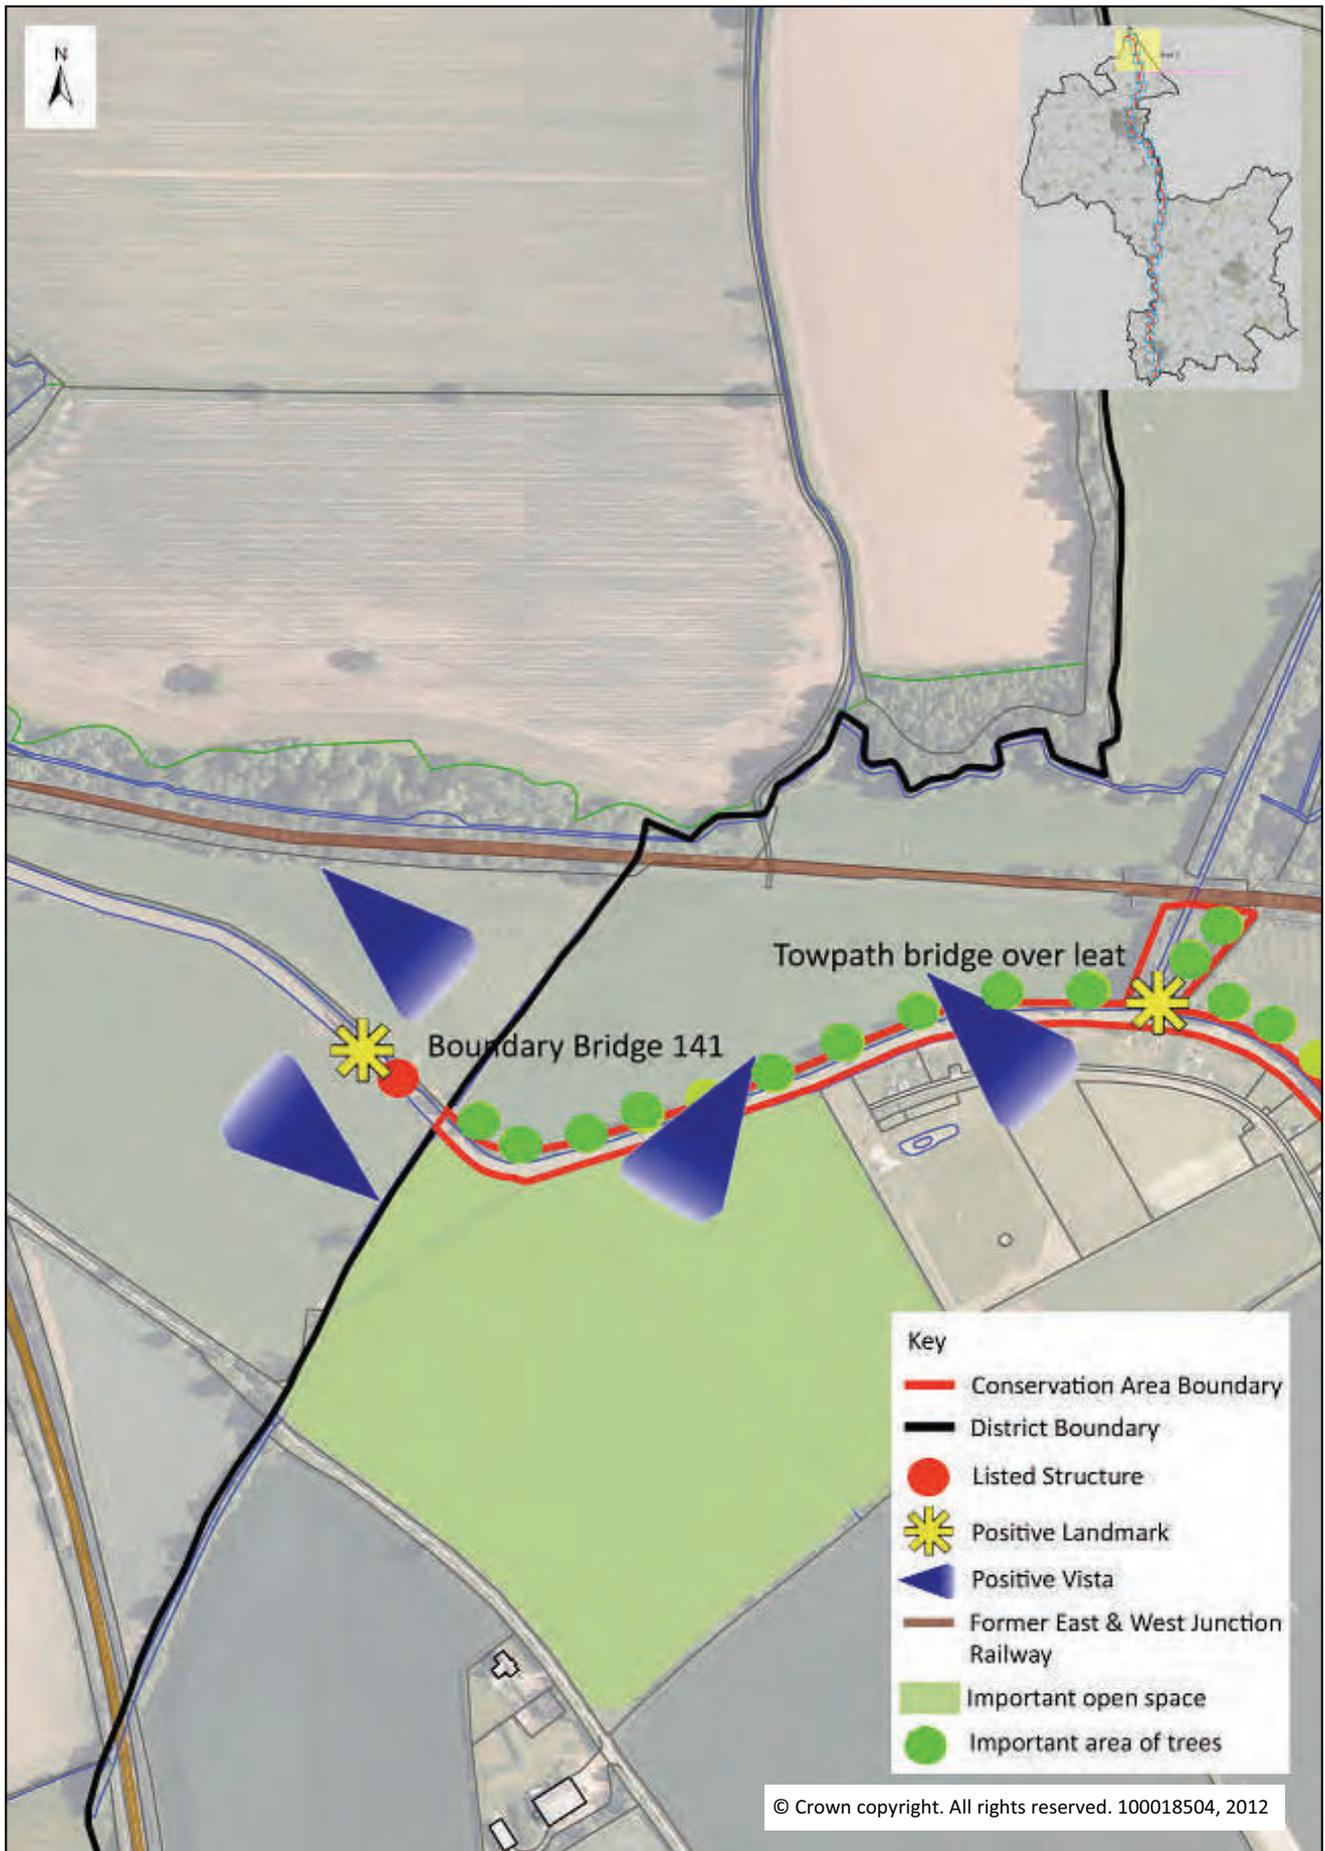 N
Towpath bridge over leat
Boundary Bridge 141
Key
Conservation Area Boundary
District Boundary
Listed Structure
Positive Landmark
Positive Vista
Former East & West Junction
Railway
Important open space
Important area of trees
© Crown copyright. All rights reserved. 100018504, 2012